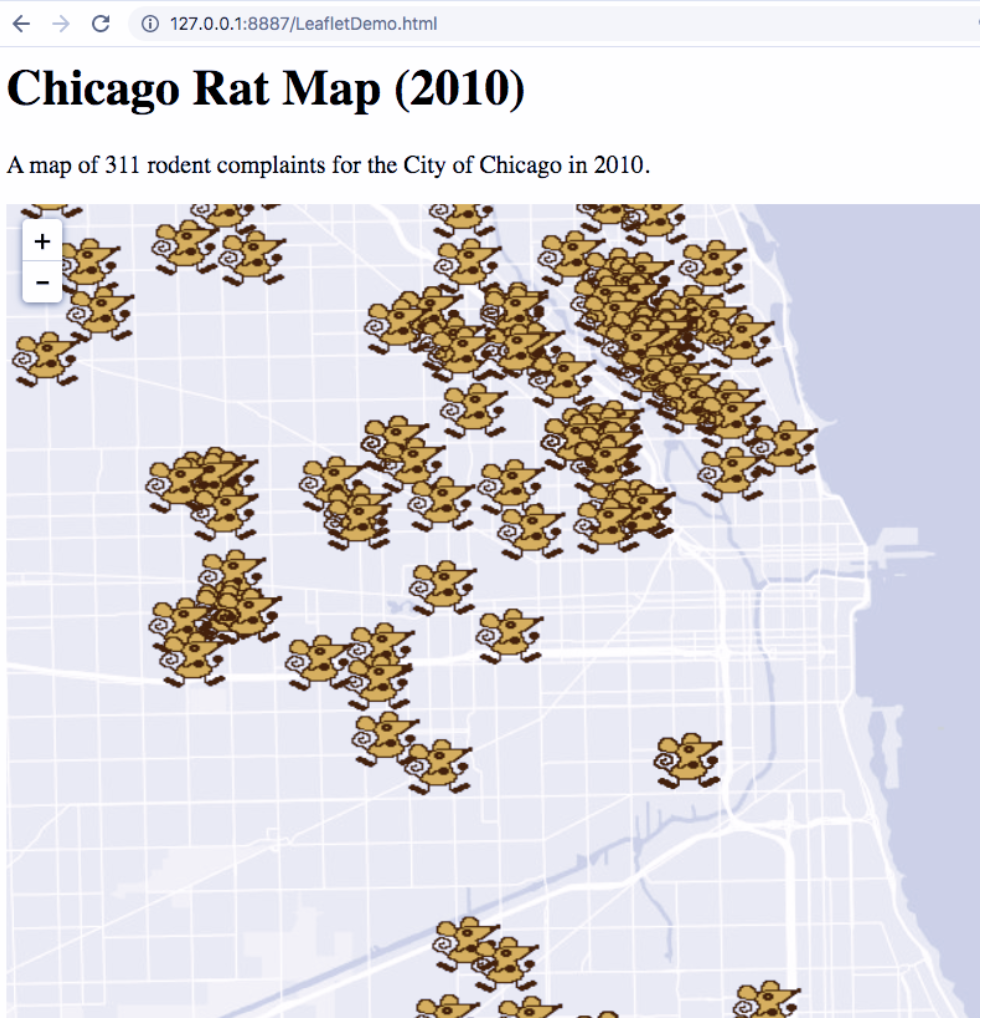 127.0.0.1:8887/LeafletDemo.html
Chicago Rat Map (2010)
A map of 311 rodent complaints for the City of Chicago in 2010.
+
−